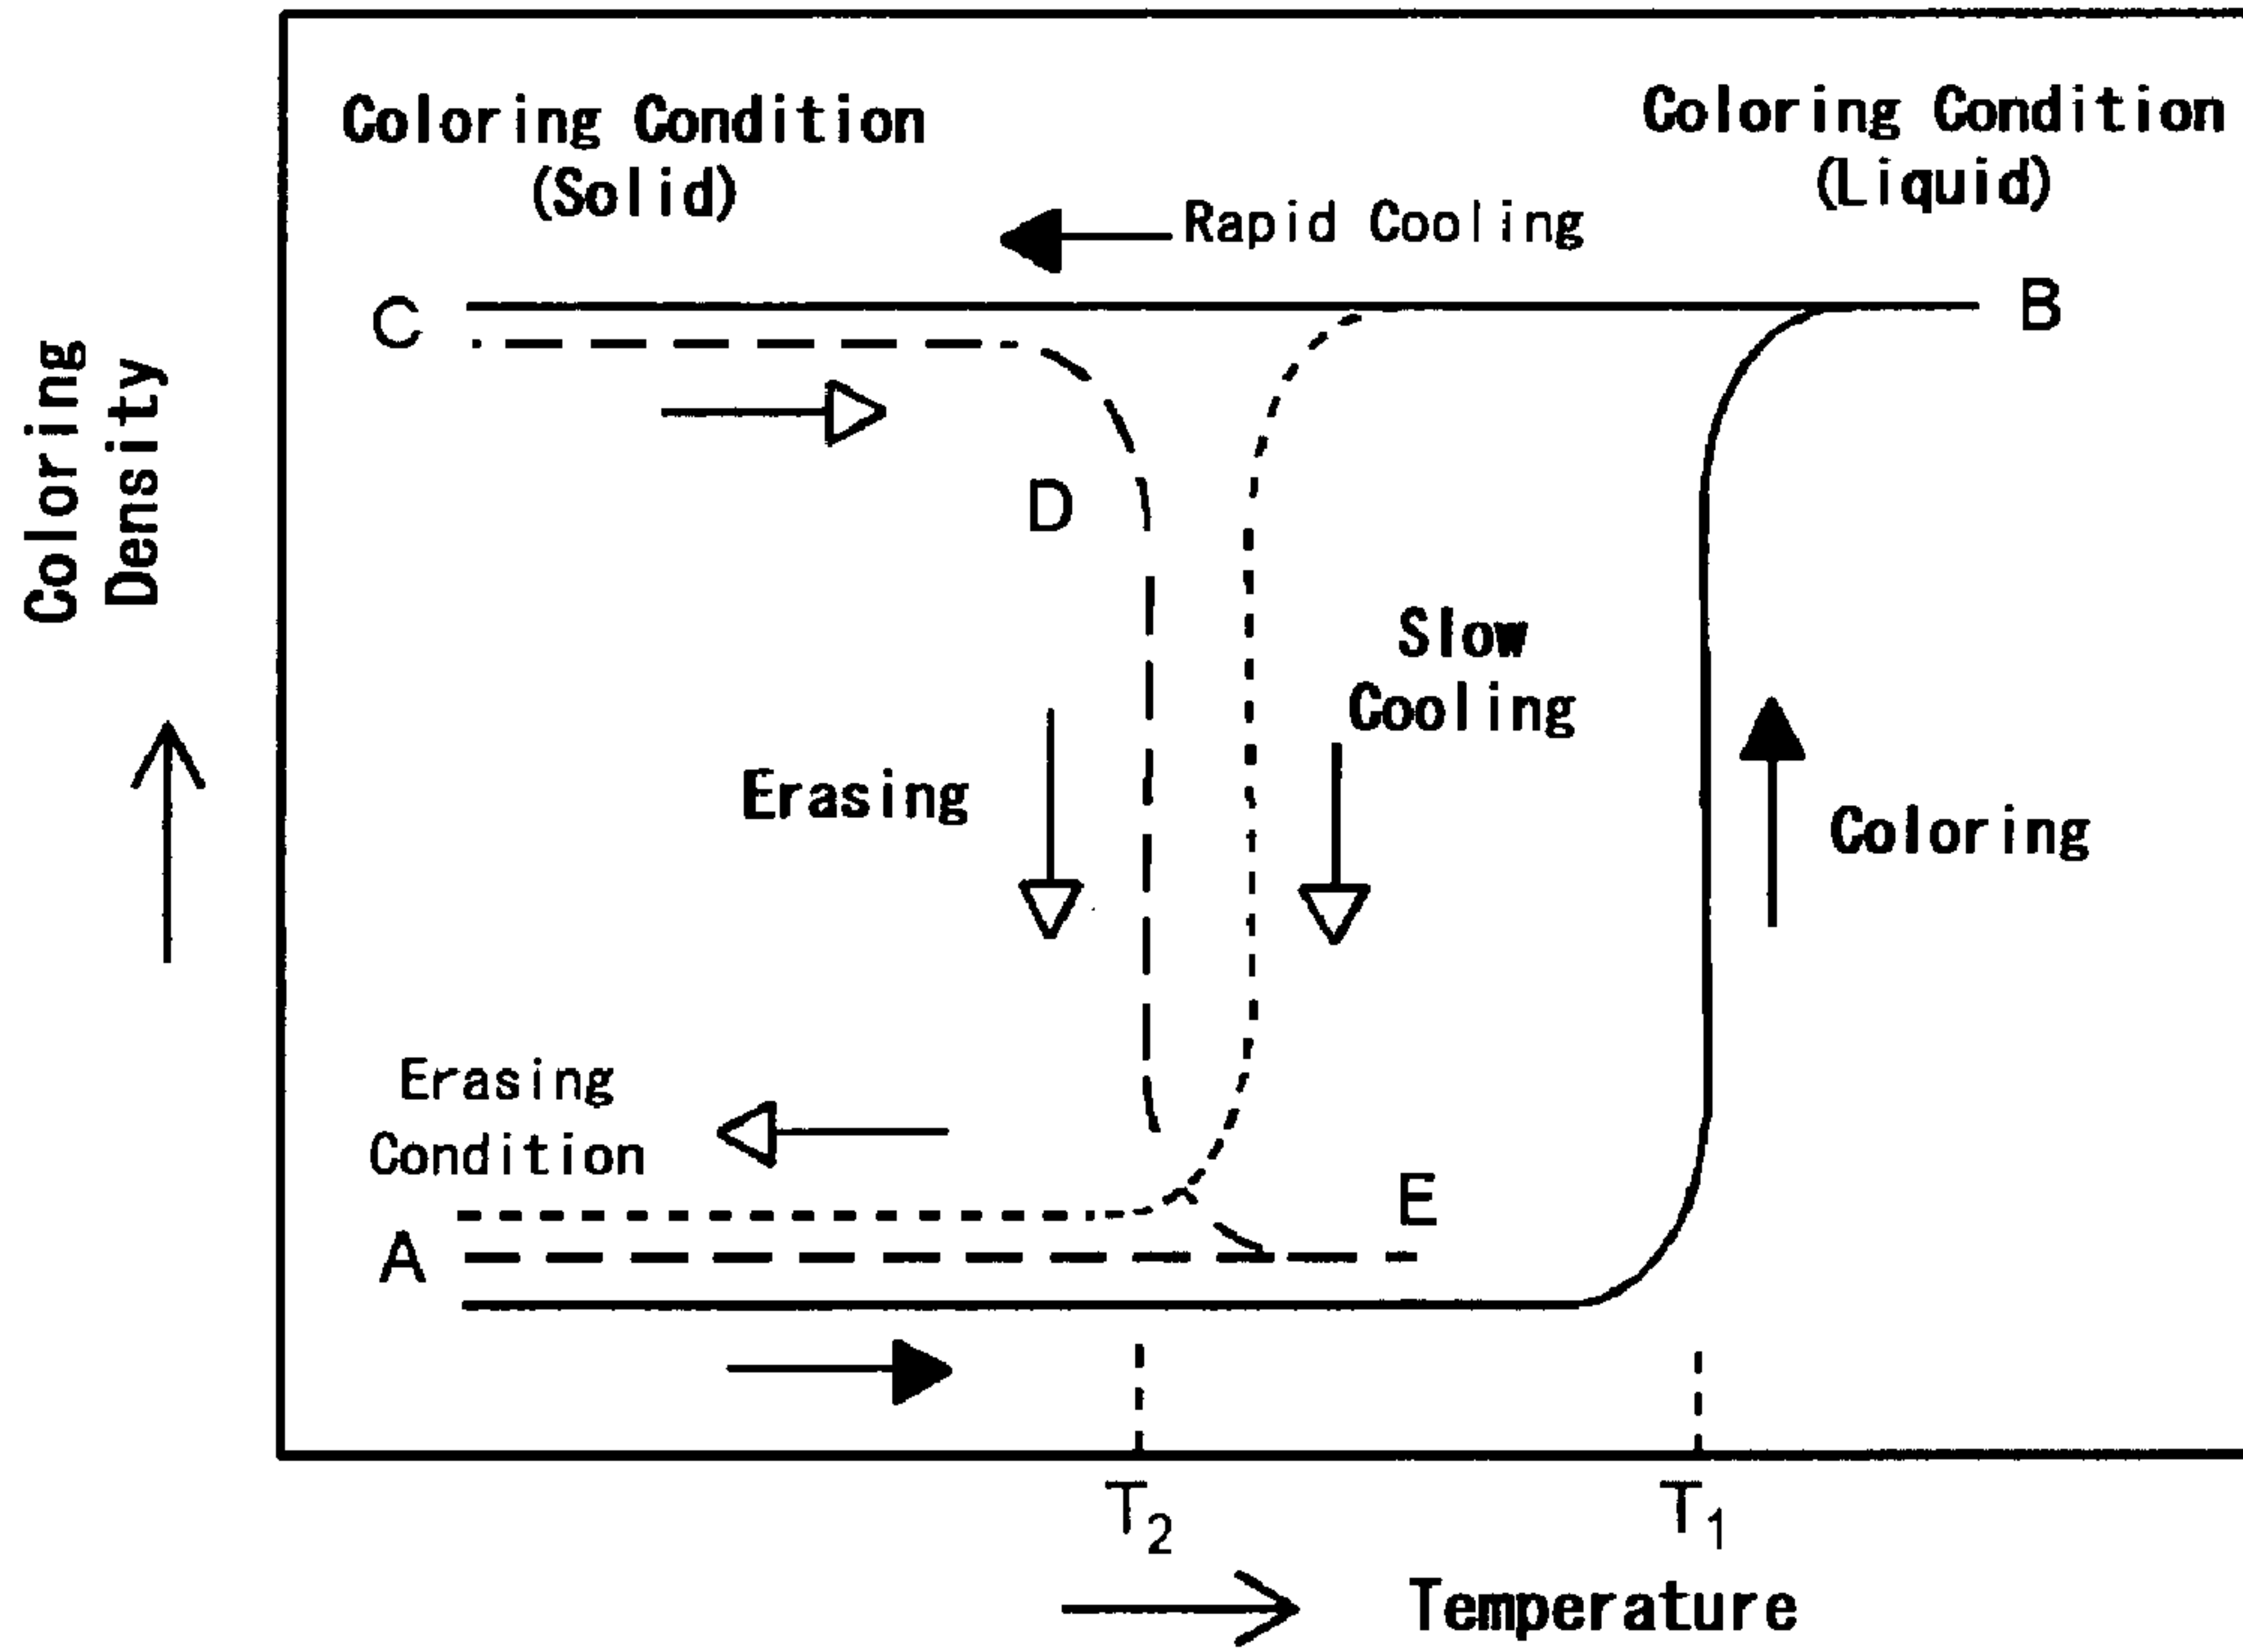 Coloring Condition
(Solid)
Coloring Condition
(Liquid)
Rapid Cooling
C
B
Coloring
Density
D
Slow
Cooling
Erasing
Coloring
Erasing
Condition
E
A
T2
T1
Temperature